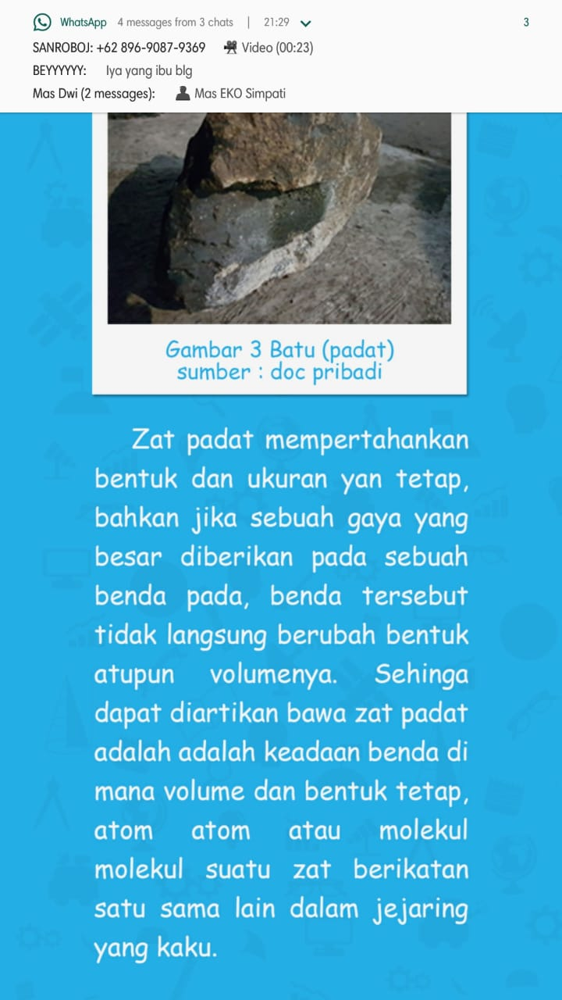 WhatsApp 4 messages from 3 chats | 21:29 3
SANROBOJ: +62 896-9087-9369 Video (00:23)
BEYYYYYY: Iya yang ibu blg
Mas Dwi (2 messages): Mas EKO Simpati
Gambar 3 Batu (padat)
sumber : doc pribadi
Zat padat mempertahankan
bentuk dan ukuran yan tetap,
bahkan jika sebuah gaya yang
besar diberikan pada sebuah
benda pada, benda tersebut
tidak langsung berubah bentuk
atupun volumenya. Sehinga
dapat diartikan bawa zat padat
adalah adalah keadaan benda di
mana volume dan bentuk tetap,
atom atom atau molekul
molekul suatu zat berikatan
satu sama lain dalam jejaring
yang kaku.